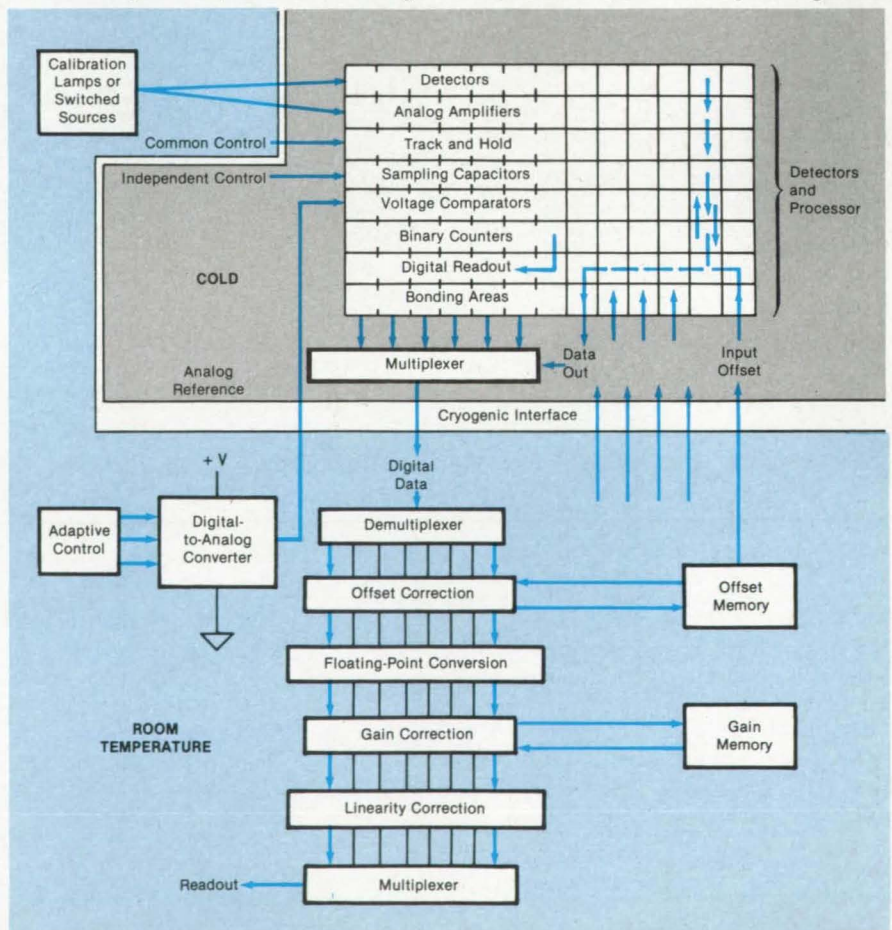 Calibration
Lamps or
Switched
Sources
Detectors
Analog Amplifiers
Common Control
Track and Hold
Independent Control
Sampling Capacitors
Voltage Comparators
Binary Counters
Digital Readout
Bonding Areas
Detectors
and
Processor
COLD
Analog
Reference
Multiplexer
Data
Out
Input
Offset
Cryogenic Interface
+ V
Digital
Data
Adaptive
Control
Digital-
to-Analog
Converter
Demultiplexer
Offset Correction
Offset
Memory
Floating-Point Conversion
ROOM
TEMPERATURE
Gain Correction
Gain
Memory
Linearity Correction
Readout
Multiplexer